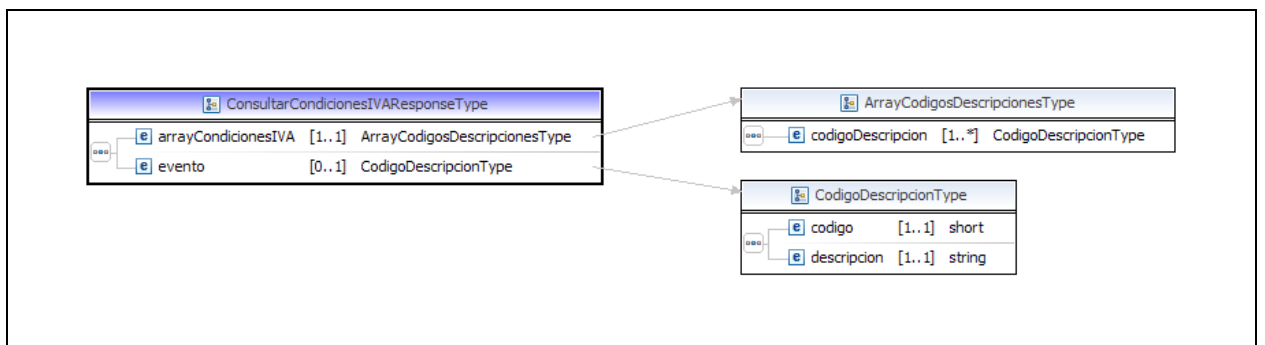 ConsultarCondicionesIVAResponseType
e arrayCondicionesIVA [1..1] ArrayCodigosDescripcionesType
e evento [0..1] CodigoDescripcionType
ArrayCodigosDescripcionesType
e codigoDescripcion [1..*] CodigoDescripcionType
CodigoDescripcionType
e codigo [1..1] short
e descripcion [1..1] string